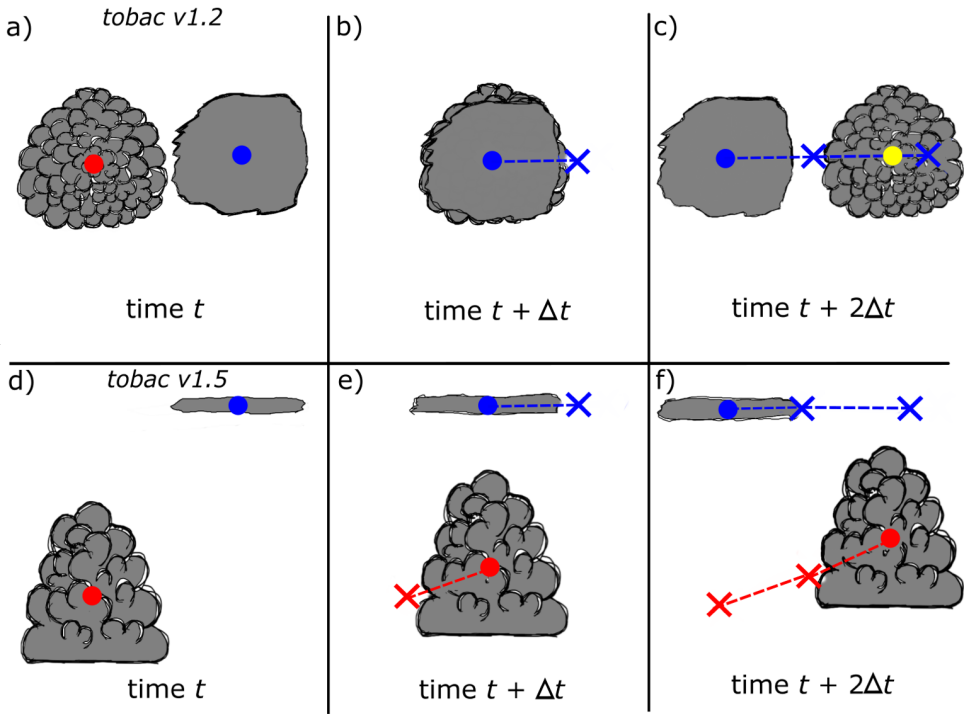 a) tobac v1.2
b)
c)
time t
time t + Δt
time t + 2Δt
d) tobac v1.5
e)
f)
time t
time t + Δt
time t + 2Δt